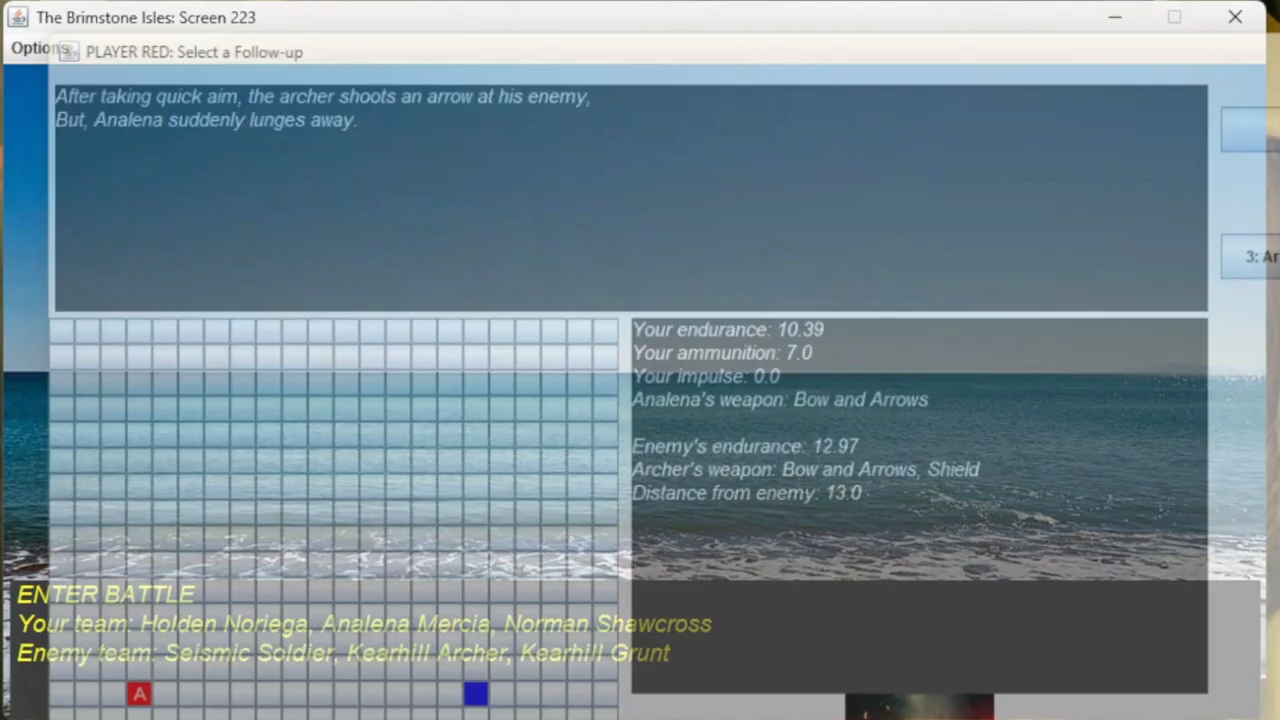 The Brimstone Isles: Screen 223
Options
PLAYER RED: Select a Follow-up
After taking quick aim, the archer shoots an arrow at his enemy,
But, Analena suddenly lunges away.
3: Ar
Your endurance: 10.39
Your ammunition: 7.0
Your impulse: 0.0
Analena's weapon: Bow and Arrows
Enemy's endurance: 12.97
Archer's weapon: Bow and Arrows, Shield
Distance from enemy: 13.0
ENTER BATTLE
Your team: Holden Noriega, Analena Mercia, Norman Shawcross
Enemy team: Seismic Soldier, Kearhill Archer, Kearhill Grunt
A